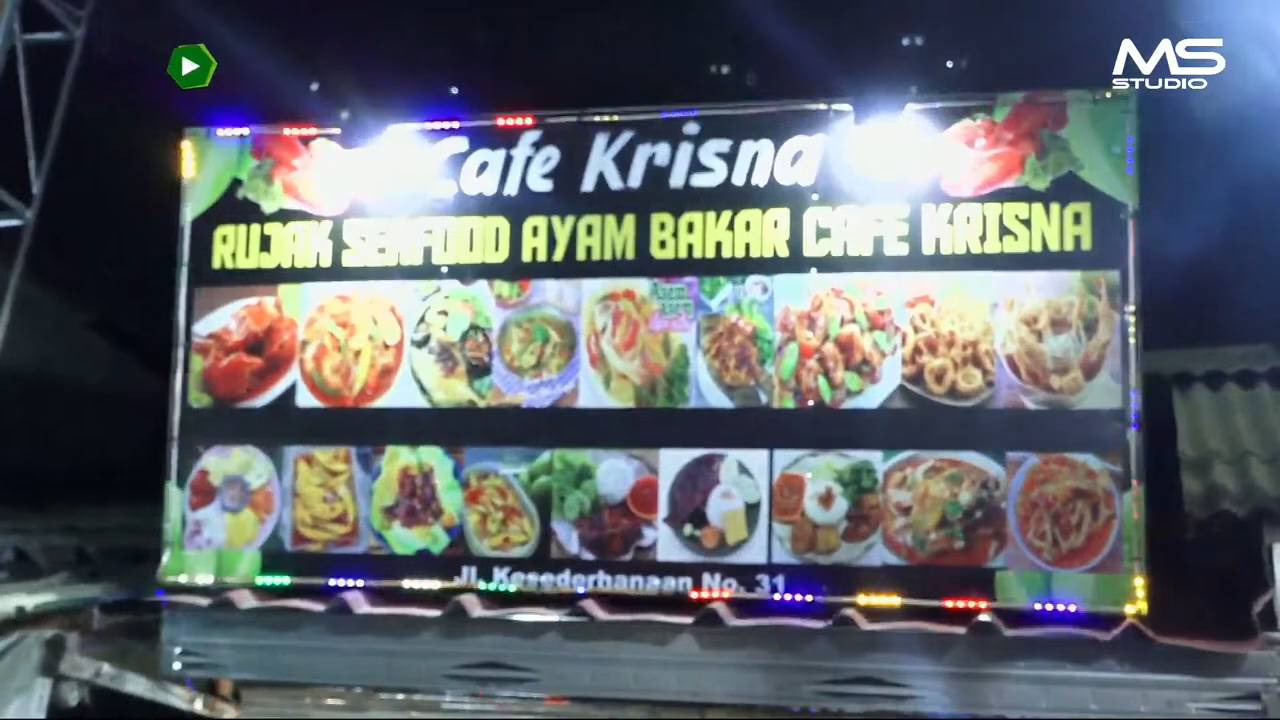 MS
STUDIO
Cafe Krisna
RUJAK SEAFOOD AYAM BAKAR CAFE KRISNA
Jl. Kesederhanaan No. 31